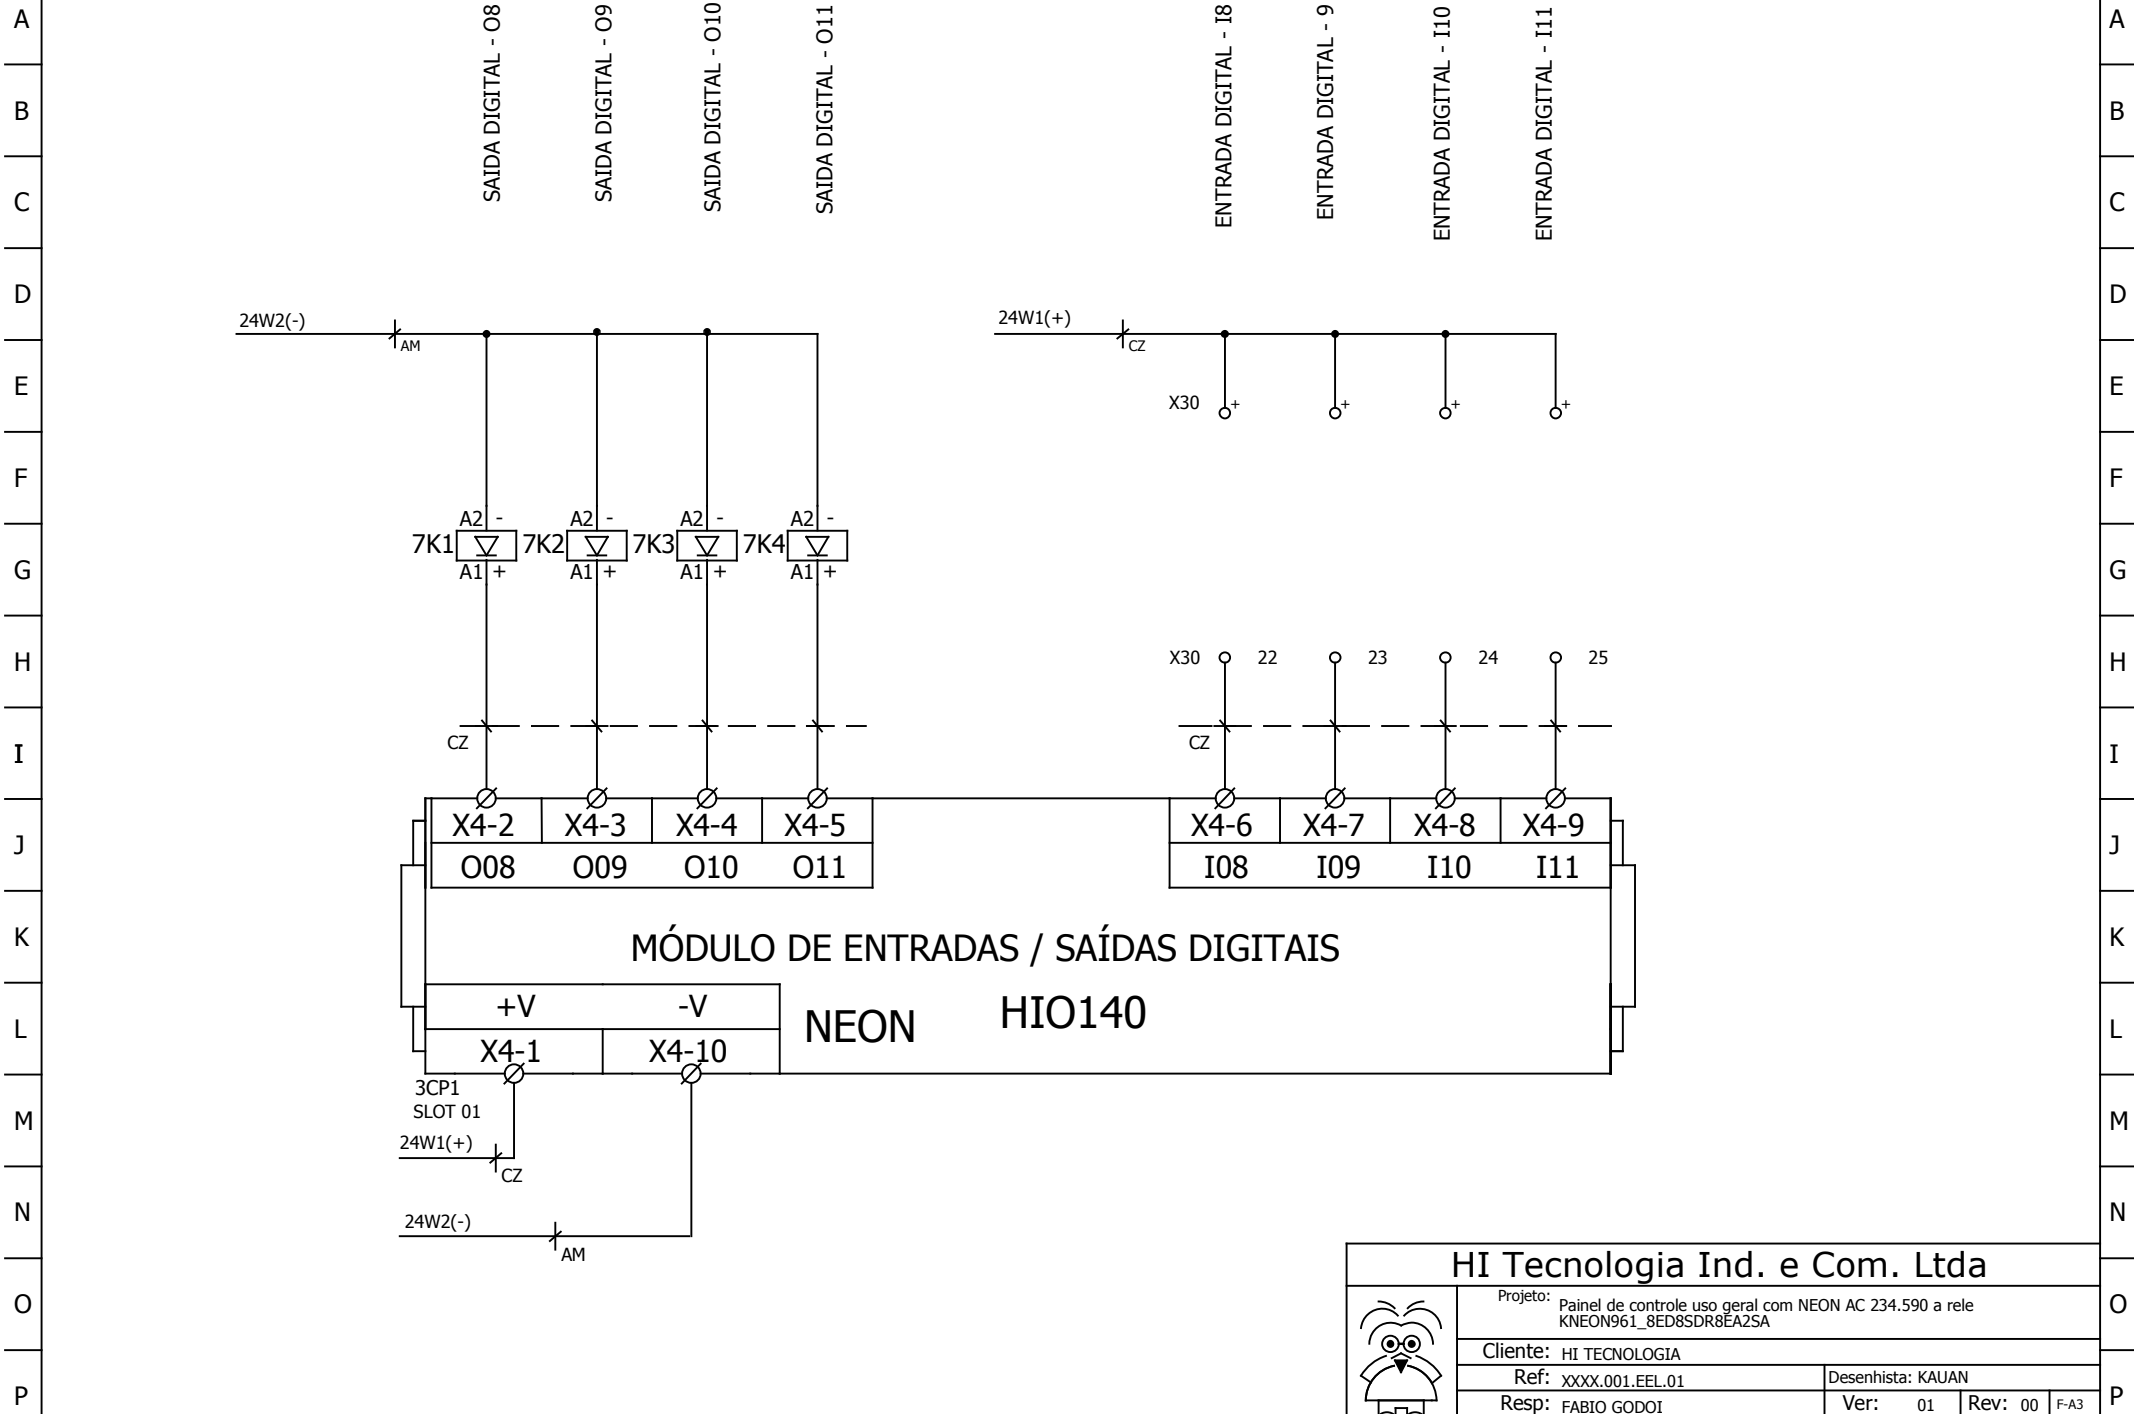 A
B
C
D
E
F
G
H
I
J
K
L
M
N
O
P
SAIDA DIGITAL - O8
SAIDA DIGITAL - O9
SAIDA DIGITAL - O10
SAIDA DIGITAL - O11
ENTRADA DIGITAL - I8
ENTRADA DIGITAL - 9
ENTRADA DIGITAL - I10
ENTRADA DIGITAL - I11
24W2(-)
AM
24W1(+)
CZ
X30 + + + +
A2 - A2 - A2 - A2 -
7K1 7K2 7K3 7K4
A1 + A1 + A1 + A1 +
X30 22 23 24 25
CZ
CZ
X4-2 X4-3 X4-4 X4-5
O08 O09 O10 O11
X4-6 X4-7 X4-8 X4-9
I08 I09 I10 I11
MÓDULO DE ENTRADAS / SAÍDAS DIGITAIS
NEON HIO140
+V -V
X4-1 X4-10
3CP1
SLOT 01
24W1(+)
CZ
24W2(-)
AM
HI Tecnologia Ind. e Com. Ltda
Projeto: Painel de controle uso geral com NEON AC 234.590 a rele
KNEON961_8ED8SDR8EA2SA
Cliente: HI TECNOLOGIA
Ref: XXXX.001.EEL.01 Desenhista: KAUAN
Resp: FABIO GODOI Ver: 01 Rev: 00 F-A3
A
B
C
D
E
F
G
H
I
J
K
L
M
N
O
P